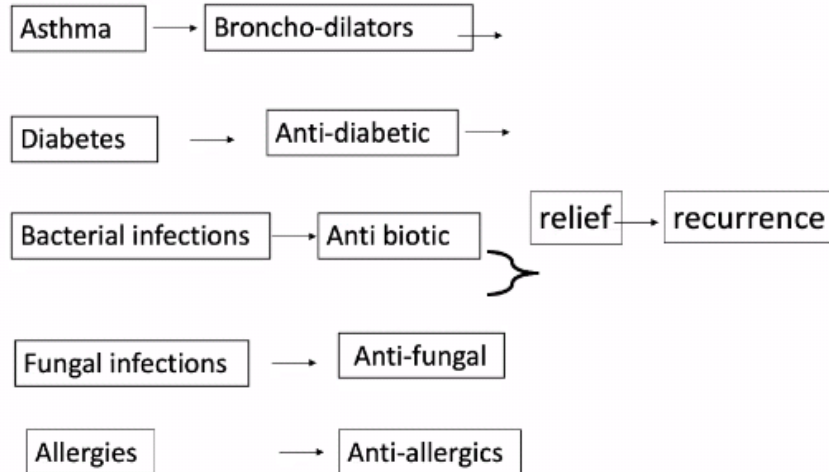 Asthma Broncho-dilators
Diabetes Anti-diabetic
relief recurrence
Bacterial infections Anti biotic
Fungal infections Anti-fungal
Allergies Anti-allergics